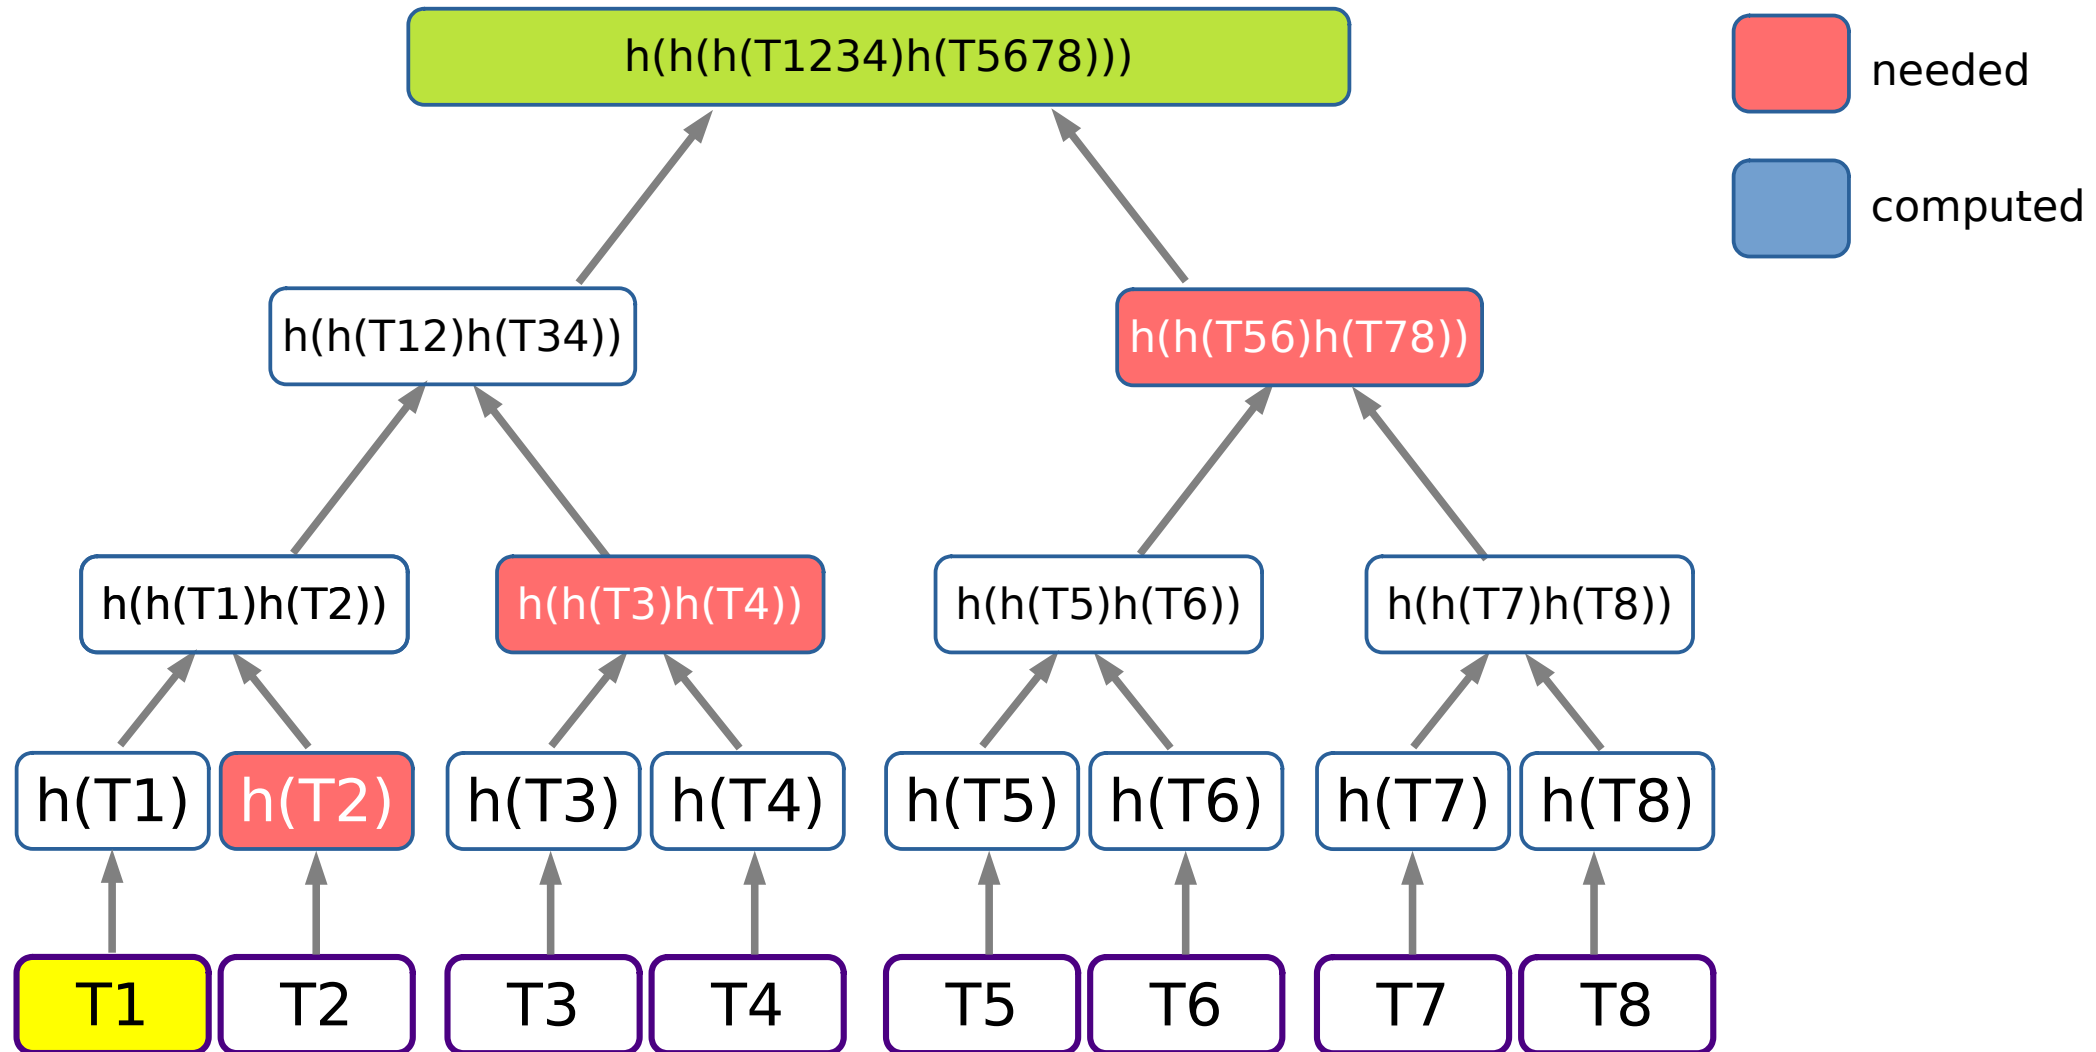 h(h(h(T1234)h(T5678)))
needed
computed
h(h(T12)h(T34))
h(h(T56)h(T78))
h(h(T1)h(T2))
h(h(T3)h(T4))
h(h(T5)h(T6))
h(h(T7)h(T8))
h(T1)
h(T2)
h(T3)
h(T4)
h(T5)
h(T6)
h(T7)
h(T8)
T1
T2
T3
T4
T5
T6
T7
T8